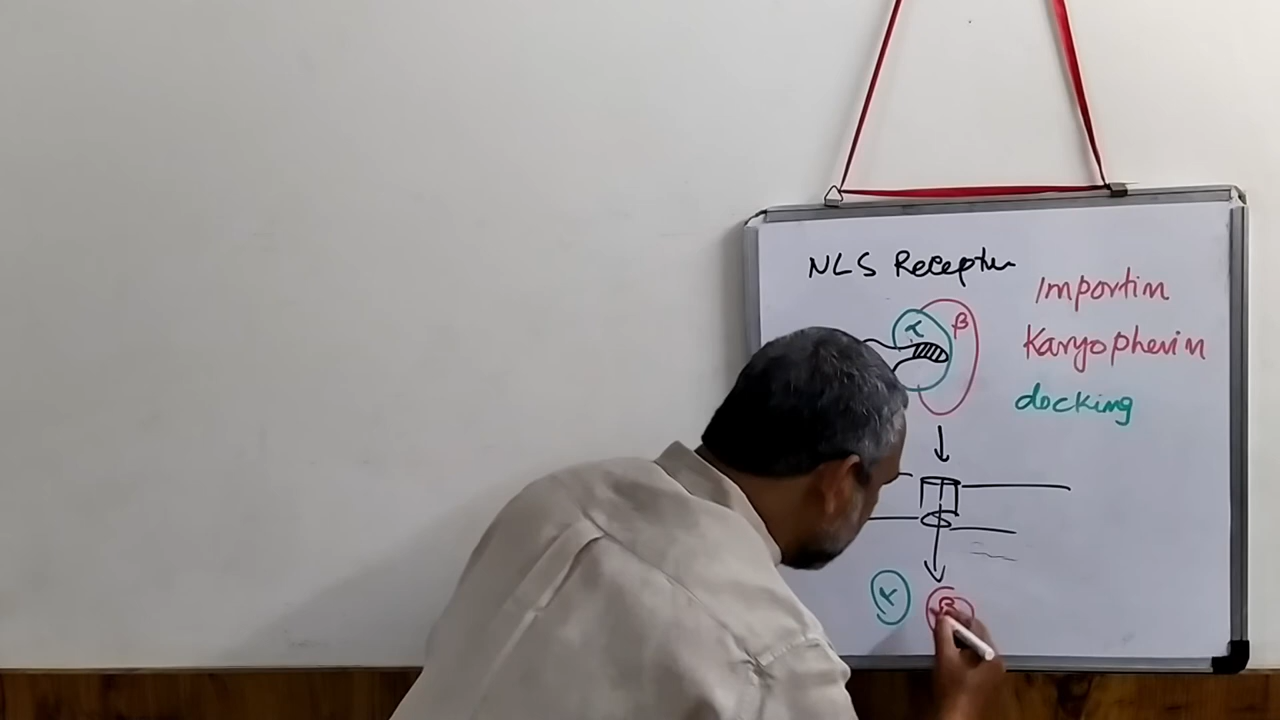 NLS Receptor
Importin
α β
Karyopherin
docking
α β